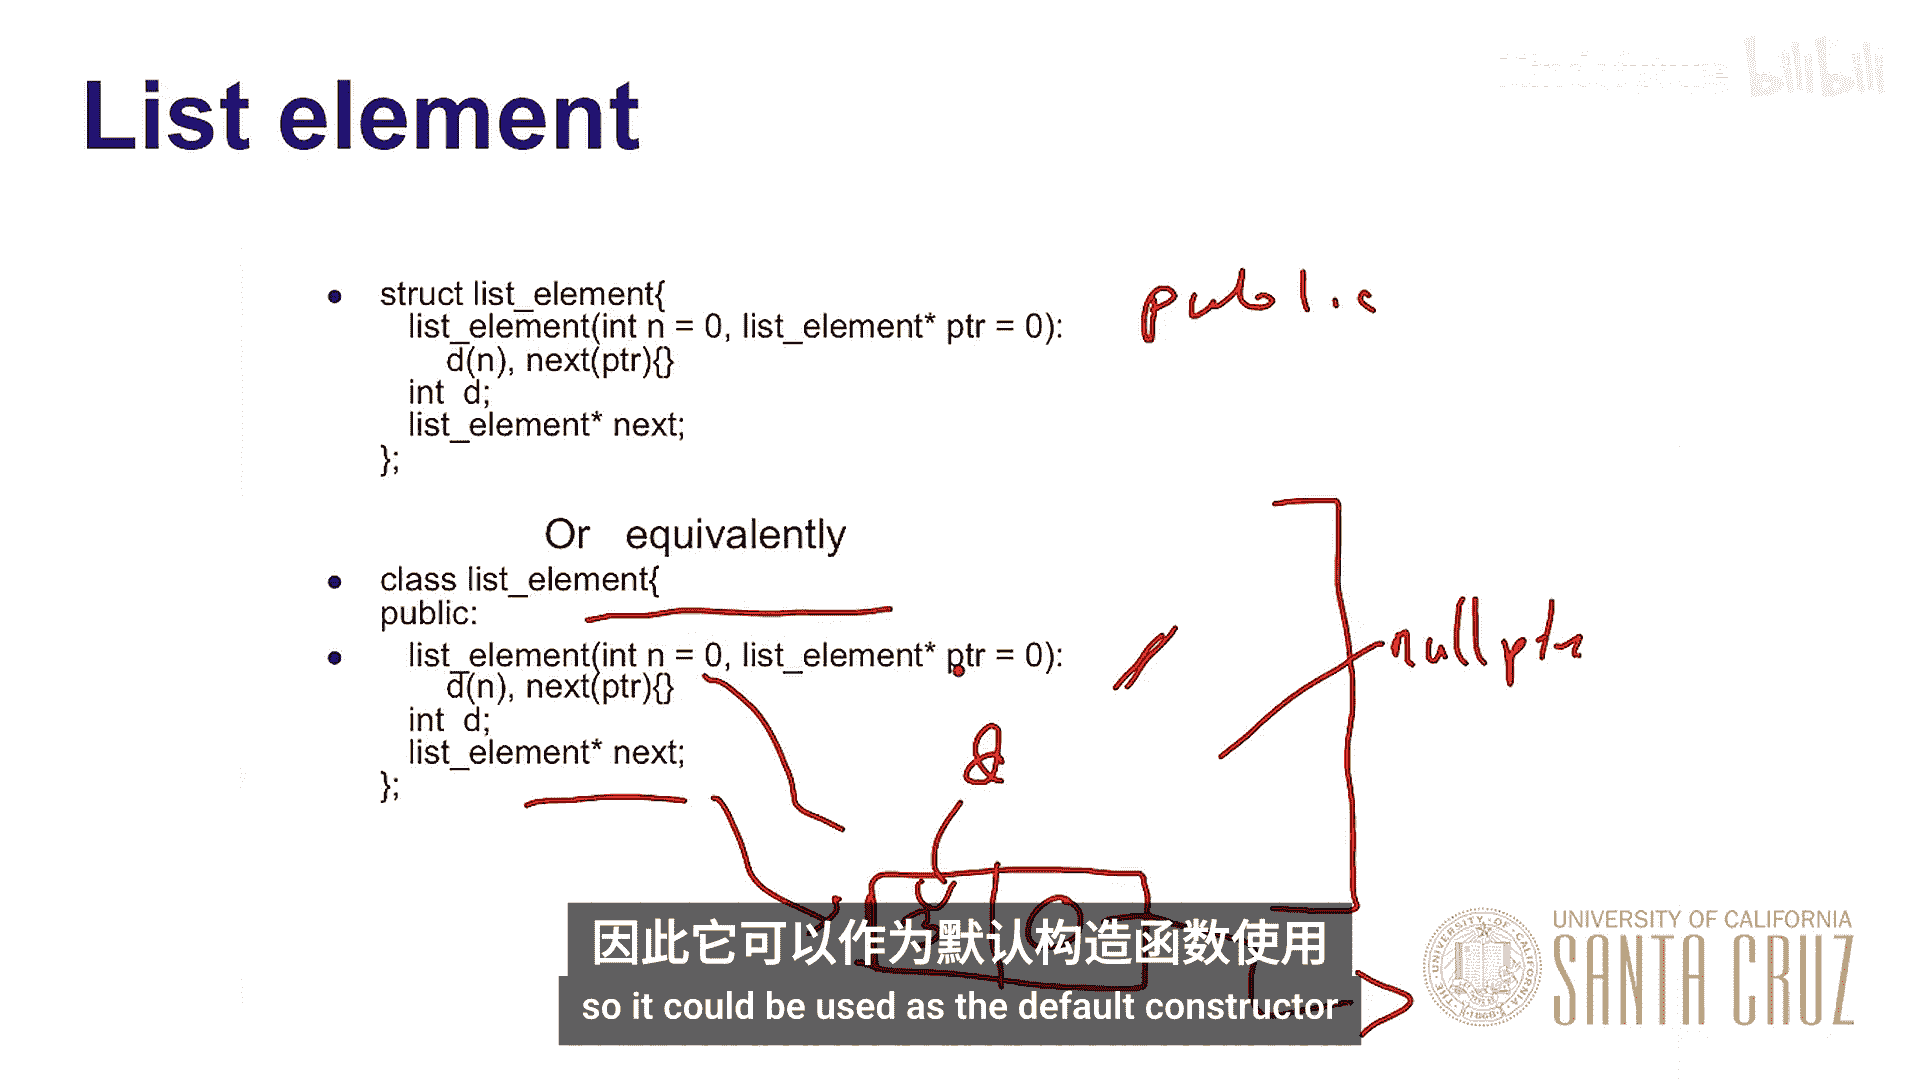 bilibili
List element
• struct list_element{
public
list_element(int n = 0, list_element* ptr = 0):
d(n), next(ptr){}
int d;
list_element* next;
};
Or equivalently
• class list_element{
public:
nullptr
• list_element(int n = 0, list_element* ptr = 0):
d(n), next(ptr){}
int d;
list_element* next;
};
&
因此它可以作为默认构造函数使用
so it could be used as the default constructor
UNIVERSITY OF CALIFORNIA
SANTA CRUZ